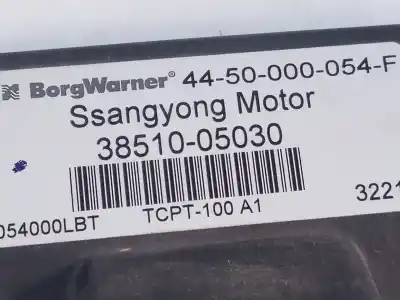 BorgWarner® 44-50-000-054-F
Ssangyong Motor
38510-05030
054000LBT TCPT-100 A1 3221